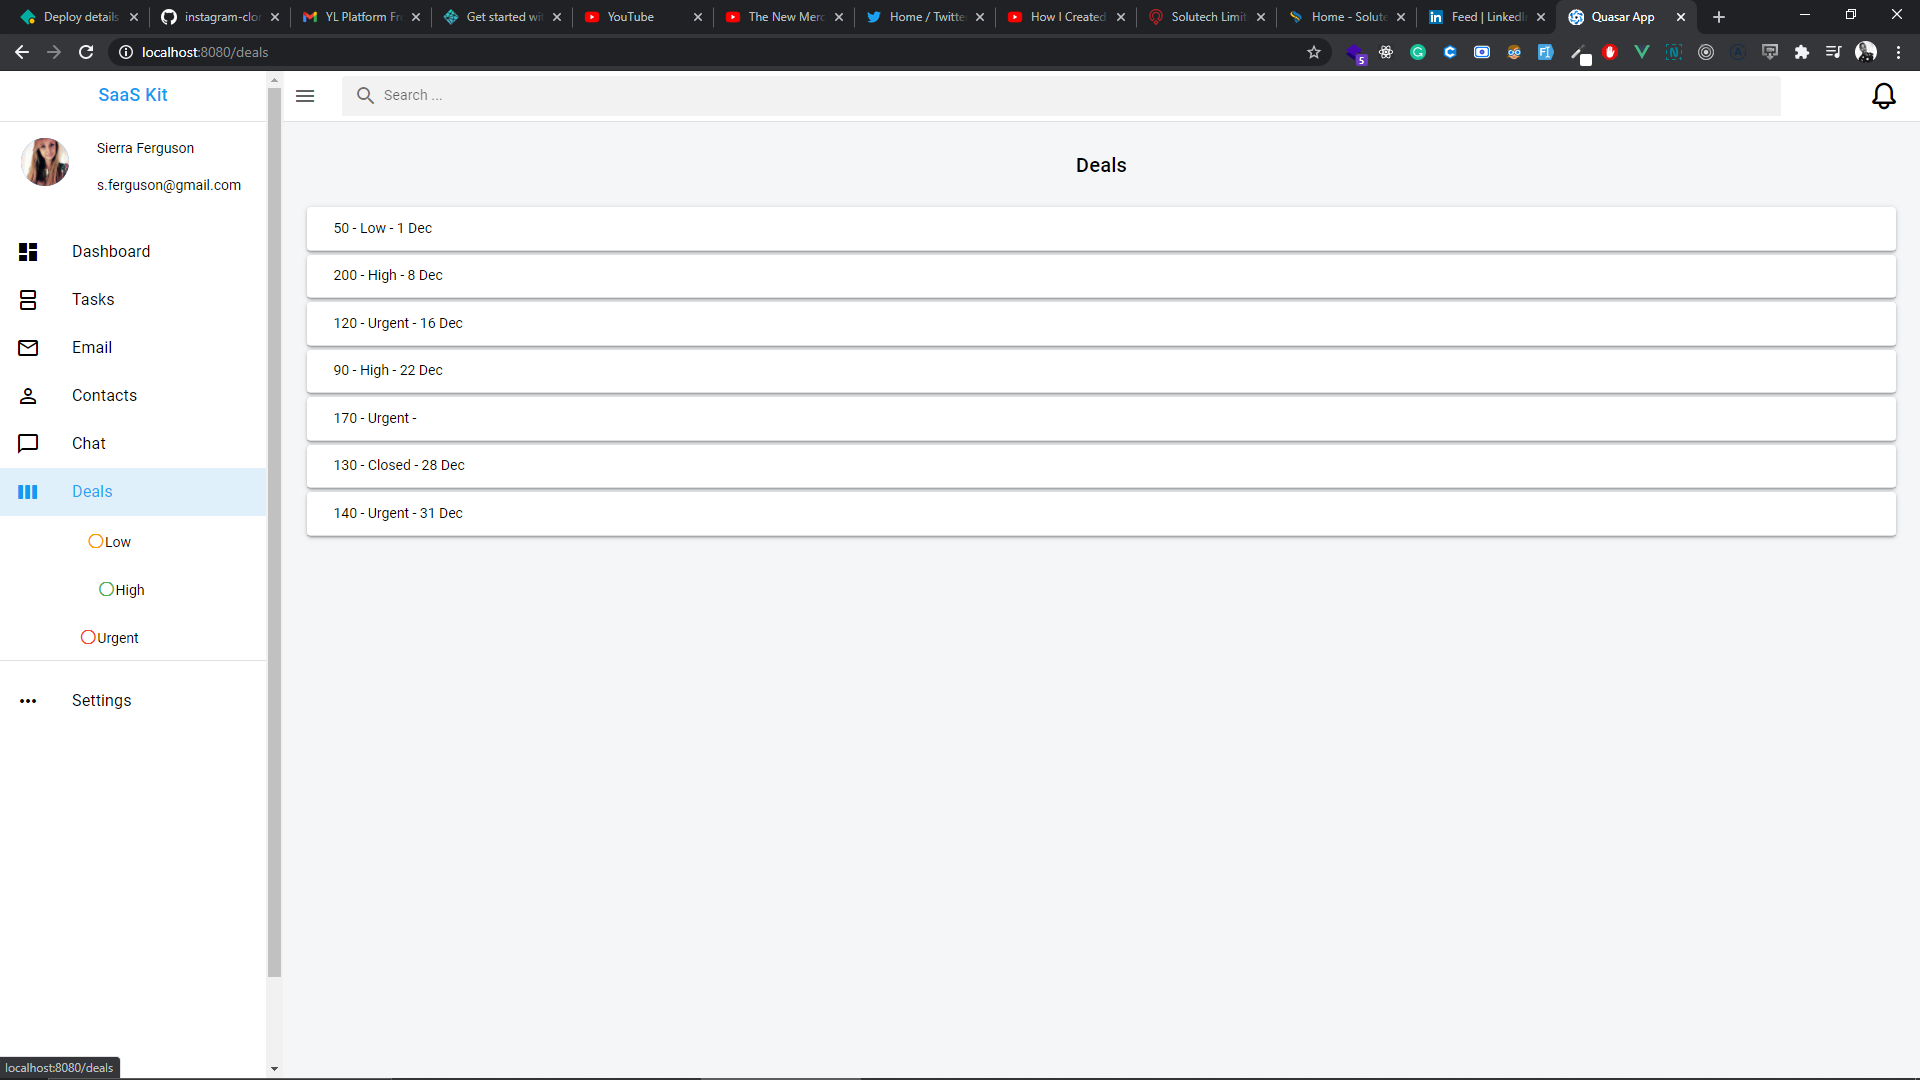 Deploy details
instagram-clo
YL Platform Fr
Get started wi
YouTube
The New Merc
Home / Twitte
How I Created
Solutech Limit
Home - Solute
Feed | LinkedI
Quasar App
localhost:8080/deals
5
SaaS Kit
Search ...
Sierra Ferguson
s.ferguson@gmail.com
Dashboard
Tasks
Email
Contacts
Chat
Deals
Low
High
Urgent
Settings
Deals
50 - Low - 1 Dec
200 - High - 8 Dec
120 - Urgent - 16 Dec
90 - High - 22 Dec
170 - Urgent -
130 - Closed - 28 Dec
140 - Urgent - 31 Dec
localhost:8080/deals